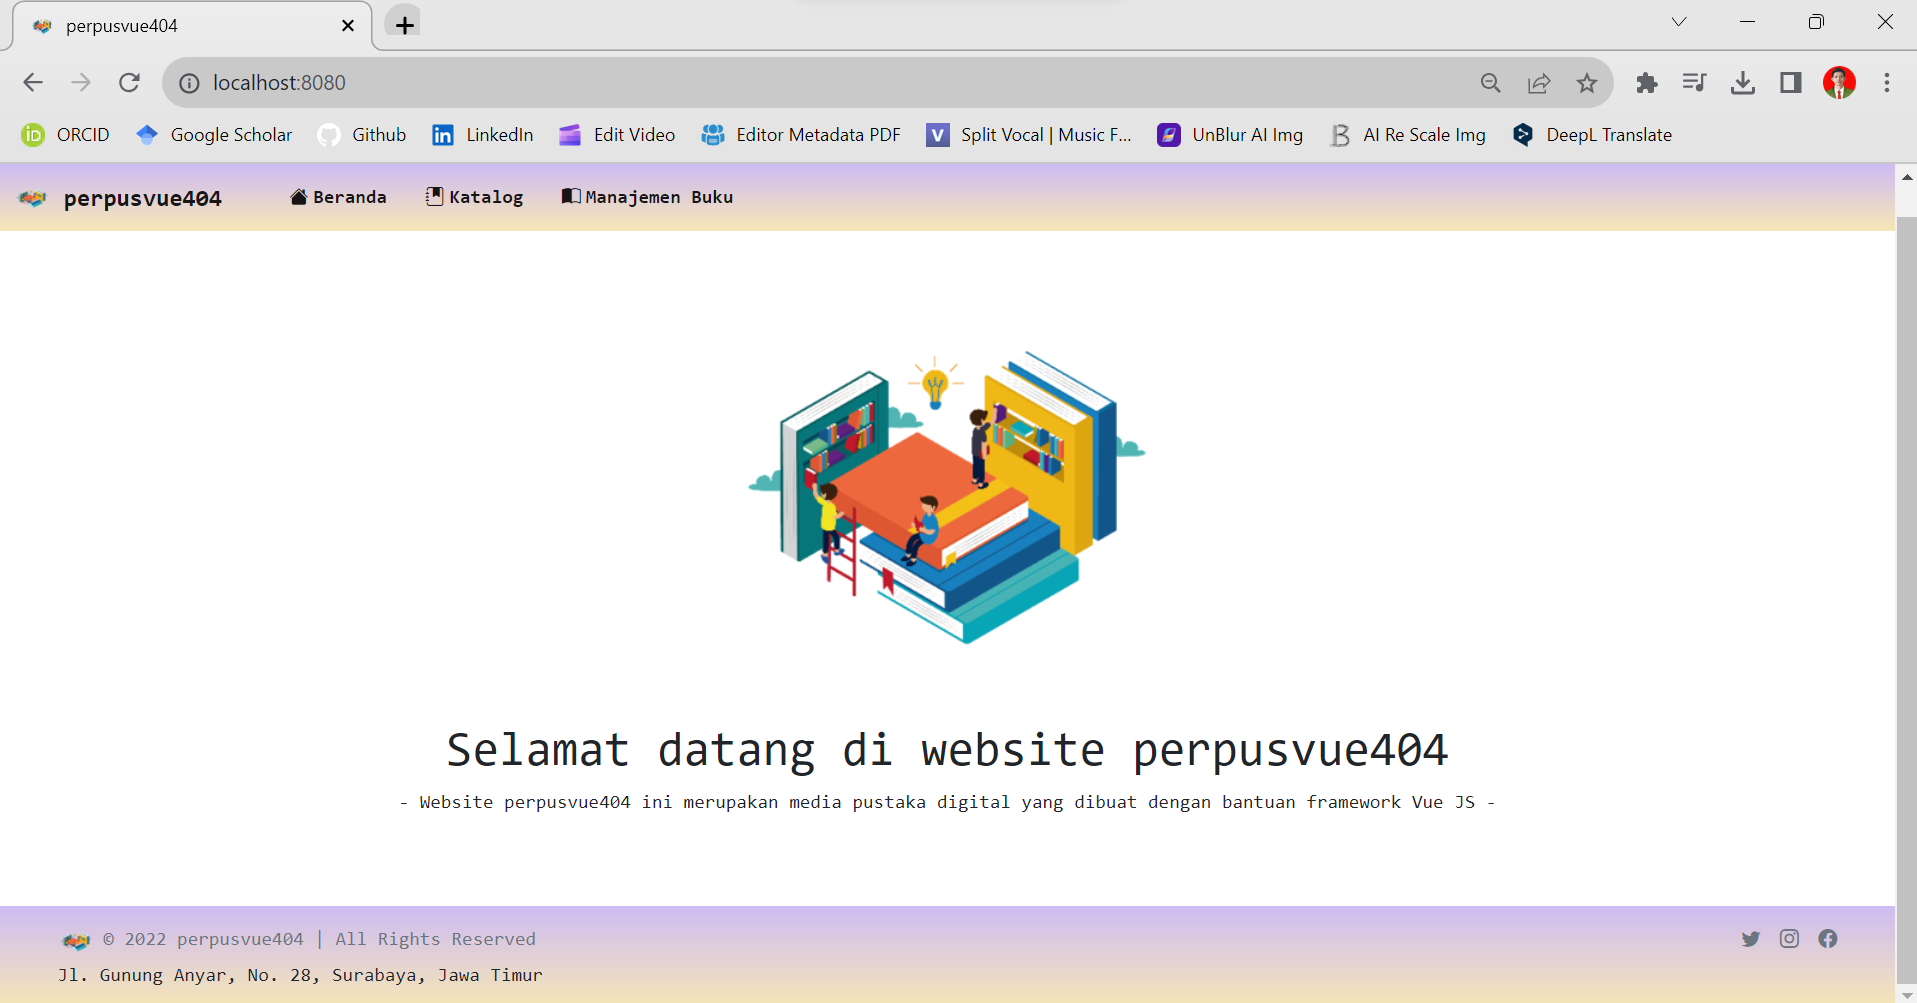 perpusvue404
localhost:8080
ORCID Google Scholar Github LinkedIn Edit Video Editor Metadata PDF Split Vocal | Music F... UnBlur AI Img AI Re Scale Img DeepL Translate
perpusvue404 Beranda Katalog Manajemen Buku
Selamat datang di website perpusvue404
- Website perpusvue404 ini merupakan media pustaka digital yang dibuat dengan bantuan framework Vue JS -
© 2022 perpusvue404 | All Rights Reserved
Jl. Gunung Anyar, No. 28, Surabaya, Jawa Timur